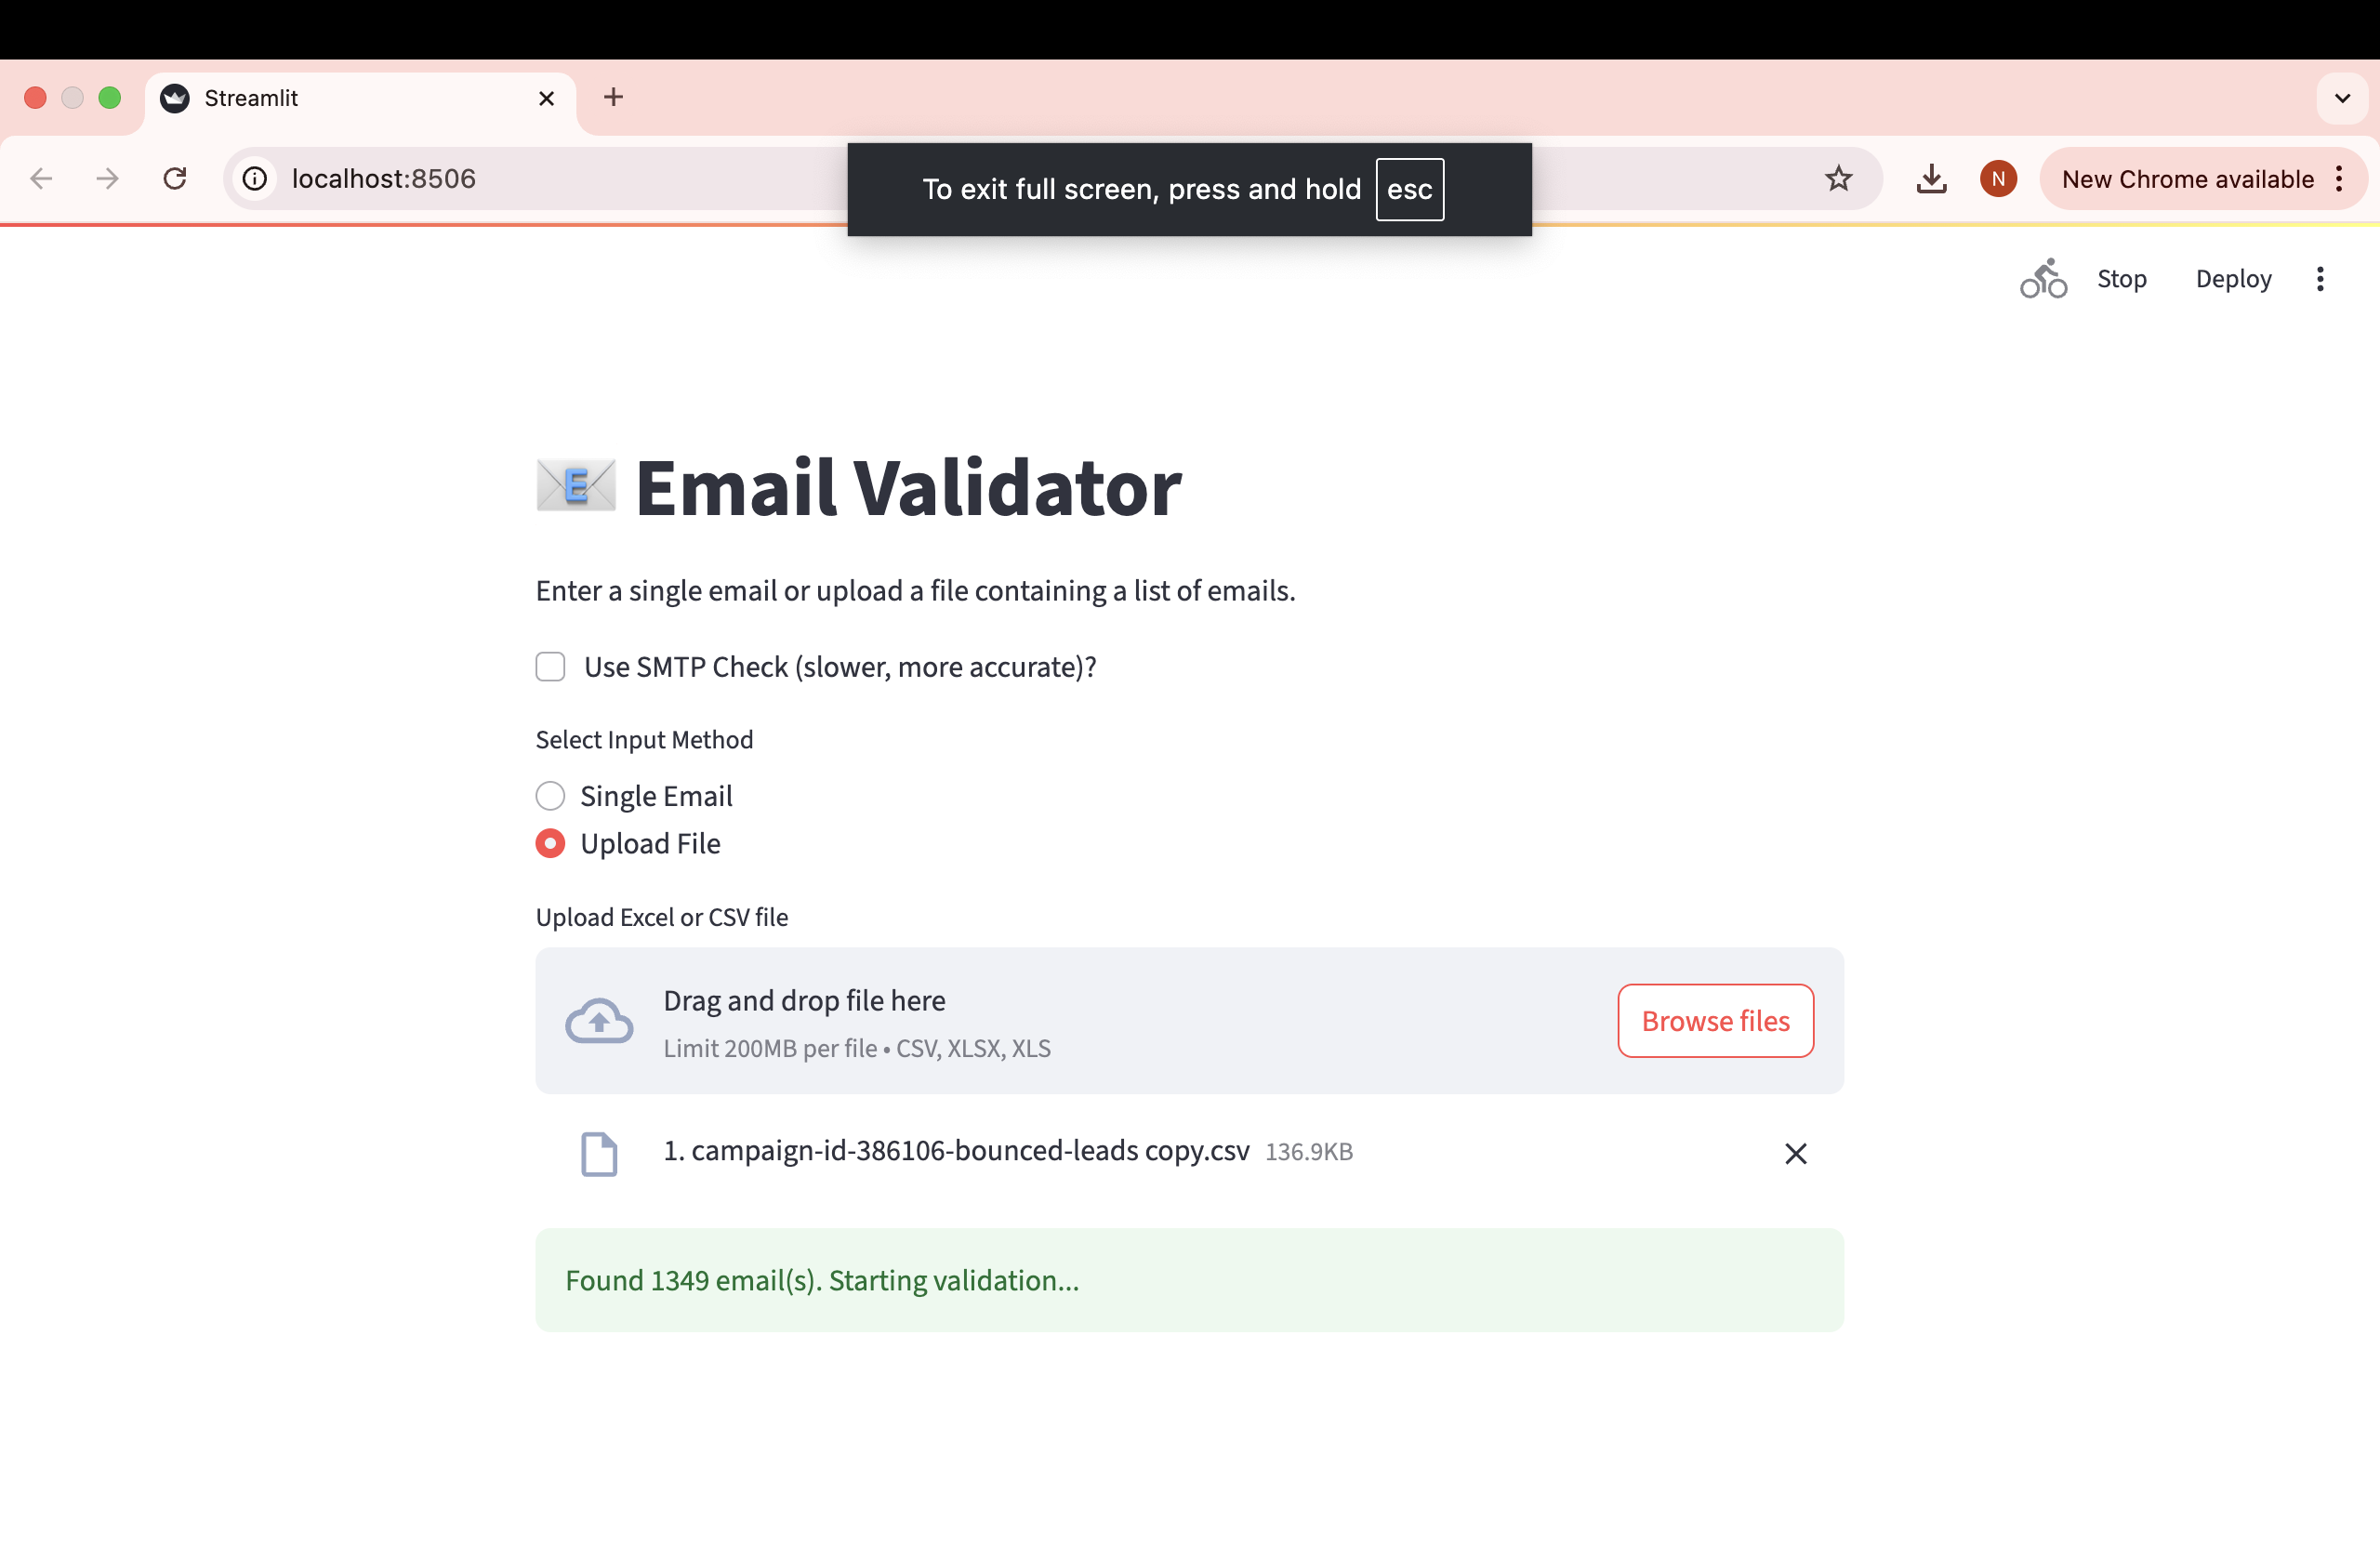 Streamlit
localhost:8506
To exit full screen, press and hold esc
N
New Chrome available
Stop
Deploy
E Email Validator
Enter a single email or upload a file containing a list of emails.
Use SMTP Check (slower, more accurate)?
Select Input Method
Single Email
Upload File
Upload Excel or CSV file
Drag and drop file here
Limit 200MB per file • CSV, XLSX, XLS
Browse files
1. campaign-id-386106-bounced-leads copy.csv 136.9KB
Found 1349 email(s). Starting validation...